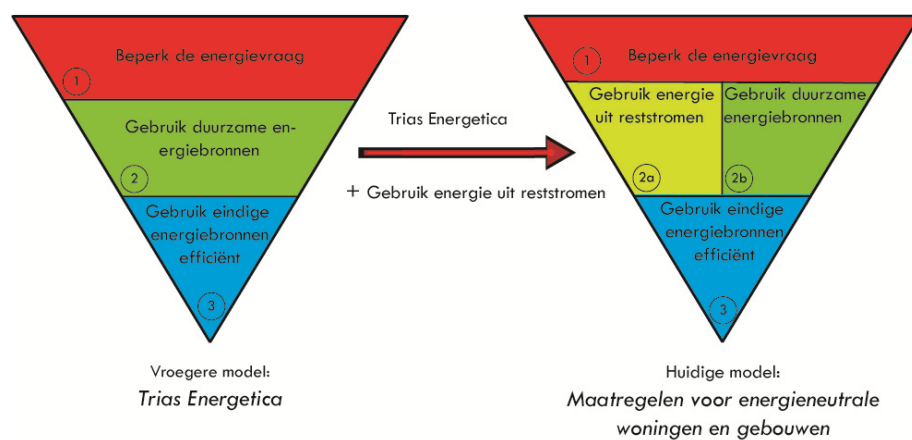 Beperk de energievraag
1
Gebruik duurzame en-
ergiebronnen
2
Gebruik eindige
energiebronnen
efficiënt
3
Vroegere model:
Trias Energetica
Trias Energetica
+ Gebruik energie uit reststromen
Beperk de energievraag
1
Gebruik energie
uit reststromen
2a
Gebruik duurzame
energiebronnen
2b
Gebruik eindige
energiebronnen
efficiënt
3
Huidige model:
Maatregelen voor energieneutrale
woningen en gebouwen